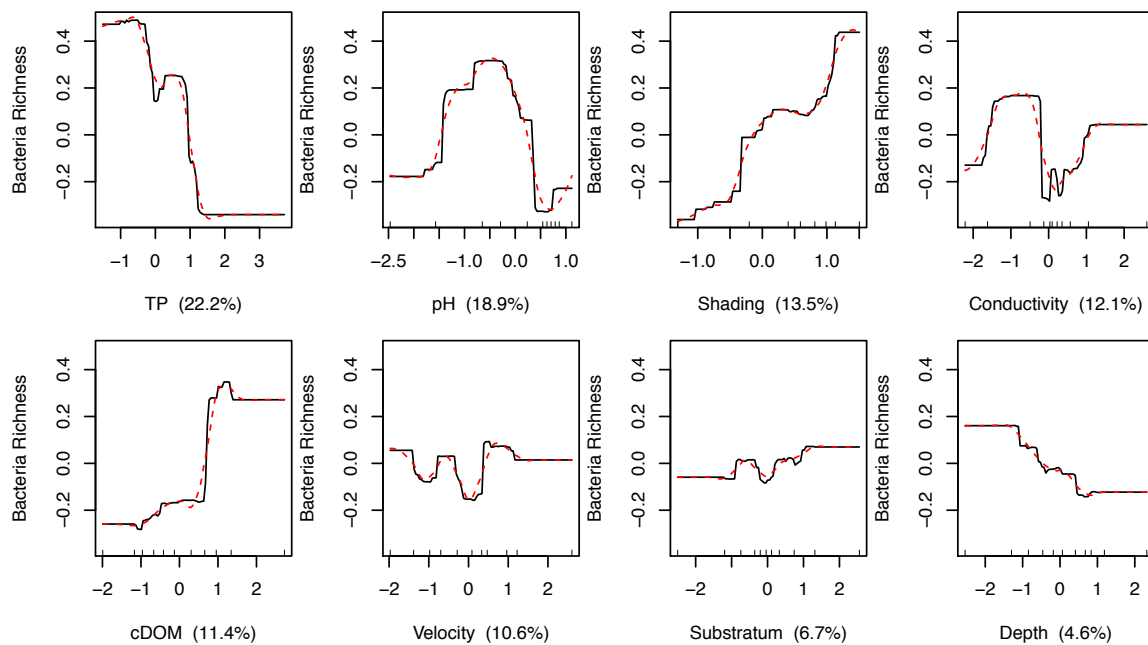 Bacteria Richness
0.4
0.2
0.0
−0.2
−1 0 1 2 3
TP (22.2%)
Bacteria Richness
0.4
0.2
0.0
−0.2
−2.5 −1.0 0.0 1.0
pH (18.9%)
Bacteria Richness
0.4
0.2
0.0
−0.2
−1.0 0.0 1.0
Shading (13.5%)
Bacteria Richness
0.4
0.2
0.0
−0.2
−2 −1 0 1 2
Conductivity (12.1%)
Bacteria Richness
0.4
0.2
0.0
−0.2
−2 −1 0 1 2
cDOM (11.4%)
Bacteria Richness
0.4
0.2
0.0
−0.2
−2 −1 0 1 2
Velocity (10.6%)
Bacteria Richness
0.4
0.2
0.0
−0.2
−2 −1 0 1 2
Substratum (6.7%)
Bacteria Richness
0.4
0.2
0.0
−0.2
−2 −1 0 1 2
Depth (4.6%)